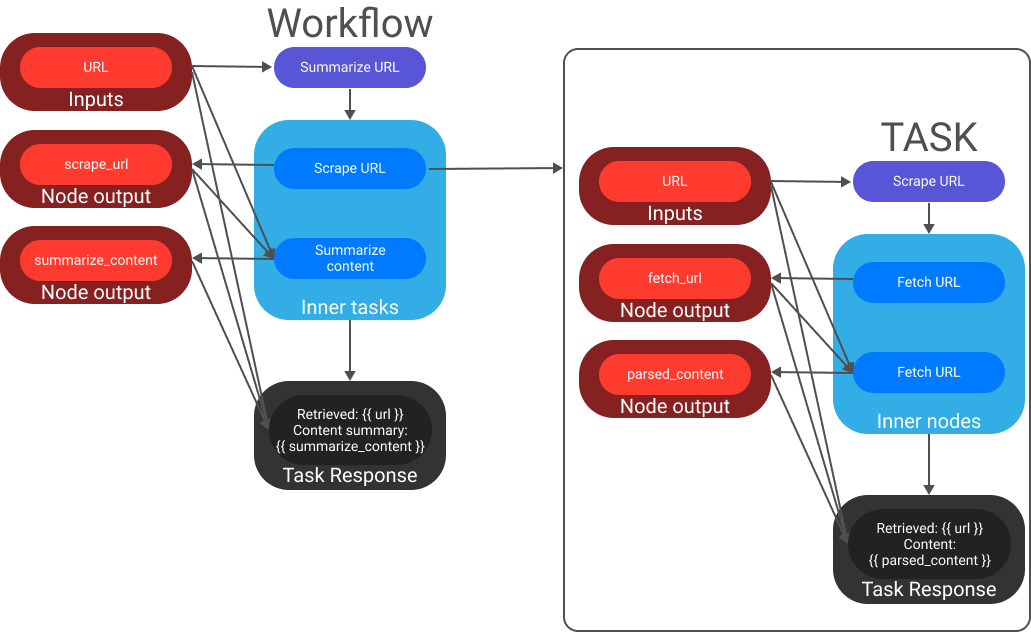 Workflow
URL
Inputs
Summarize URL
scrape_url
Node output
Scrape URL
summarize_content
Node output
Summarize
content
Inner tasks
Retrieved: {{ url }}
Content summary:
{{ summarize_content }}
Task Response
TASK
URL
Inputs
Scrape URL
fetch_url
Node output
Fetch URL
parsed_content
Node output
Fetch URL
Inner nodes
Retrieved: {{ url }}
Content:
{{ parsed_content }}
Task Response